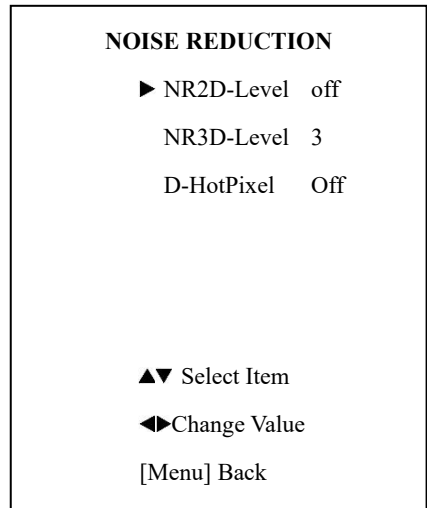 NOISE REDUCTION
▶ NR2D-Level off
NR3D-Level 3
D-HotPixel Off
▲▼ Select Item
◀▶Change Value
[Menu] Back